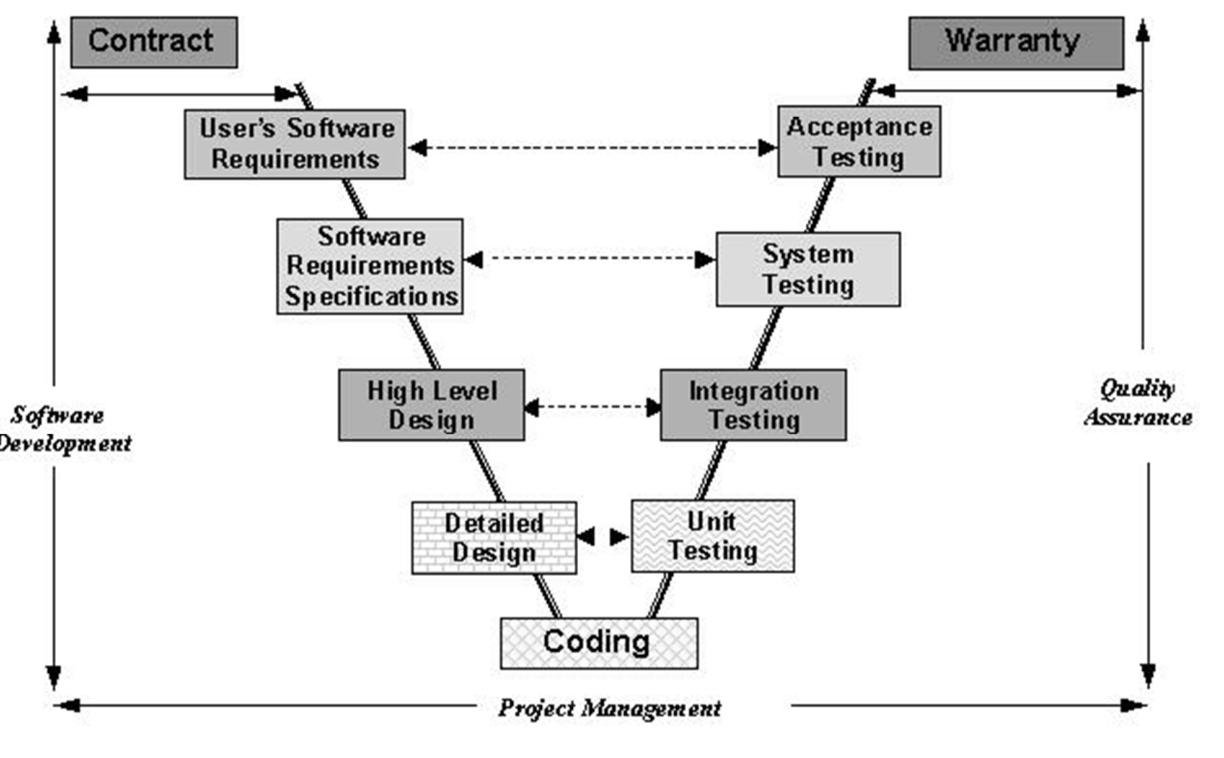 Contract
Warranty
User's Software
Requirements
Acceptance
Testing
Software
Requirements
Specifications
System
Testing
High Level
Design
Integration
Testing
Software
Development
Quality
Assurance
Detailed
Design
Unit
Testing
Coding
Project Management